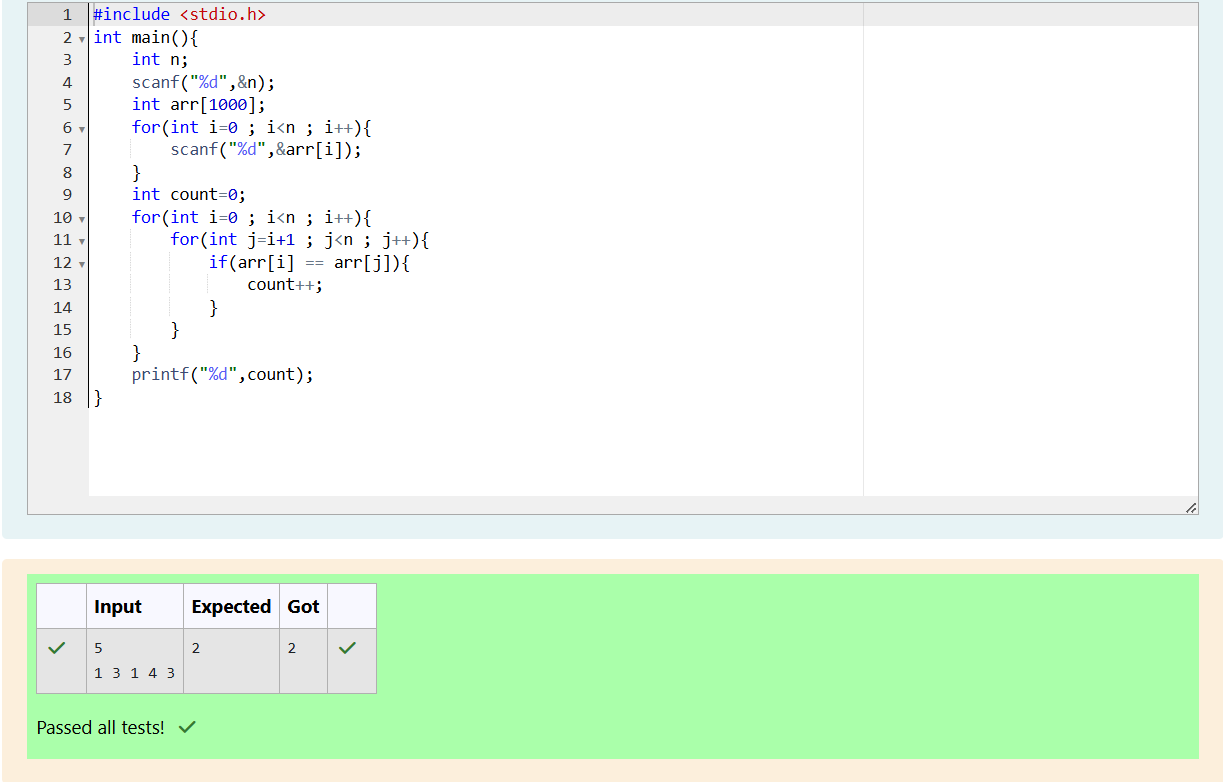 1 #include <stdio.h>
2 int main(){
3     int n;
4     scanf("%d",&n);
5     int arr[1000];
6     for(int i=0 ; i<n ; i++){
7         scanf("%d",&arr[i]);
8     }
9     int count=0;
10     for(int i=0 ; i<n ; i++){
11         for(int j=i+1 ; j<n ; j++){
12             if(arr[i] == arr[j]){
13                 count++;
14             }
15         }
16     }
17     printf("%d",count);
18 }
Input Expected Got
5 2 2
1 3 1 4 3
Passed all tests!